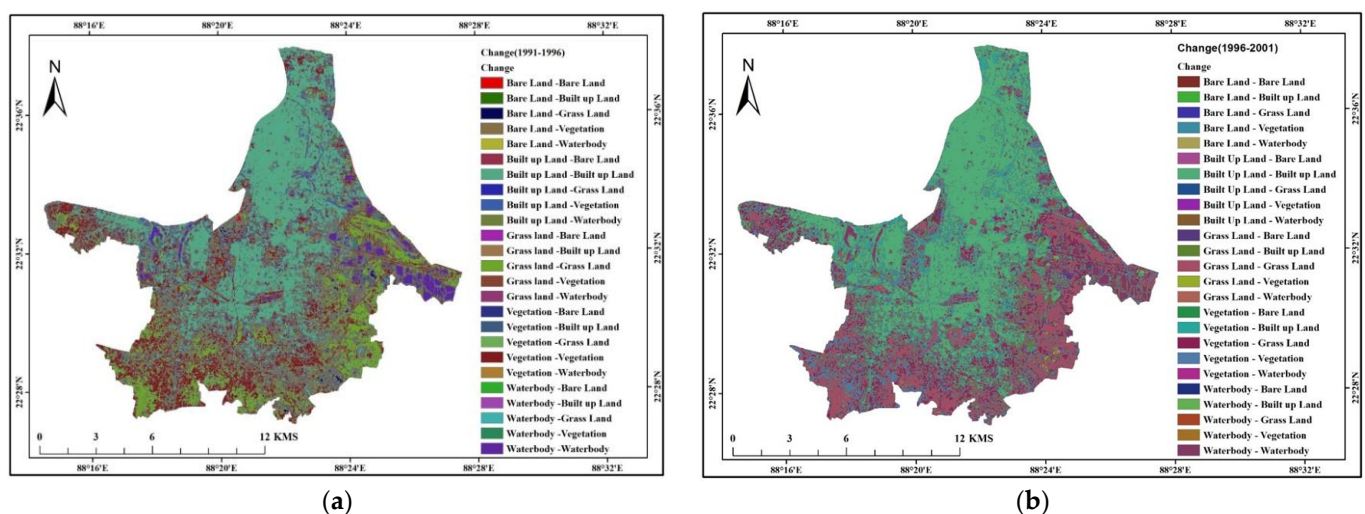 88°16'E 88°20'E 88°24'E 88°28'E 88°32'E
N
22°36'N 22°36'N
22°32'N 22°32'N
22°28'N 22°28'N
Change(1991-1996)
Change
Bare Land -Bare Land
Bare Land -Built up Land
Bare Land -Grass Land
Bare Land -Vegetation
Bare Land -Waterbody
Built up Land -Bare Land
Built up Land -Built up Land
Built up Land -Grass Land
Built up Land -Vegetation
Built up Land -Waterbody
Grass land -Bare Land
Grass land -Built up Land
Grass land -Grass Land
Grass land -Vegetation
Grass land -Waterbody
Vegetation -Bare Land
Vegetation -Built up Land
Vegetation -Grass Land
Vegetation -Vegetation
Vegetation -Waterbody
Waterbody -Bare Land
Waterbody -Built up Land
Waterbody -Grass Land
Waterbody -Vegetation
Waterbody -Waterbody
0 3 6 12 KMS
88°16'E 88°20'E 88°24'E 88°28'E 88°32'E
(a)
88°16'E 88°20'E 88°24'E 88°28'E 88°32'E
N
22°36'N 22°36'N
22°32'N 22°32'N
22°28'N 22°28'N
Change(1996-2001)
Change
Bare Land - Bare Land
Bare Land - Built up Land
Bare Land - Grass Land
Bare Land - Vegetation
Bare Land - Waterbody
Built Up Land - Bare Land
Built Up Land - Built up Land
Built Up Land - Grass Land
Built Up Land - Vegetation
Built Up Land - Waterbody
Grass Land - Bare Land
Grass Land - Built up Land
Grass Land - Grass Land
Grass Land - Vegetation
Grass Land - Waterbody
Vegetation - Bare Land
Vegetation - Built up Land
Vegetation - Grass Land
Vegetation - Vegetation
Vegetation - Waterbody
Waterbody - Bare Land
Waterbody - Built up Land
Waterbody - Grass Land
Waterbody - Vegetation
Waterbody - Waterbody
0 3 6 12 KMS
88°16'E 88°20'E 88°24'E 88°28'E 88°32'E
(b)